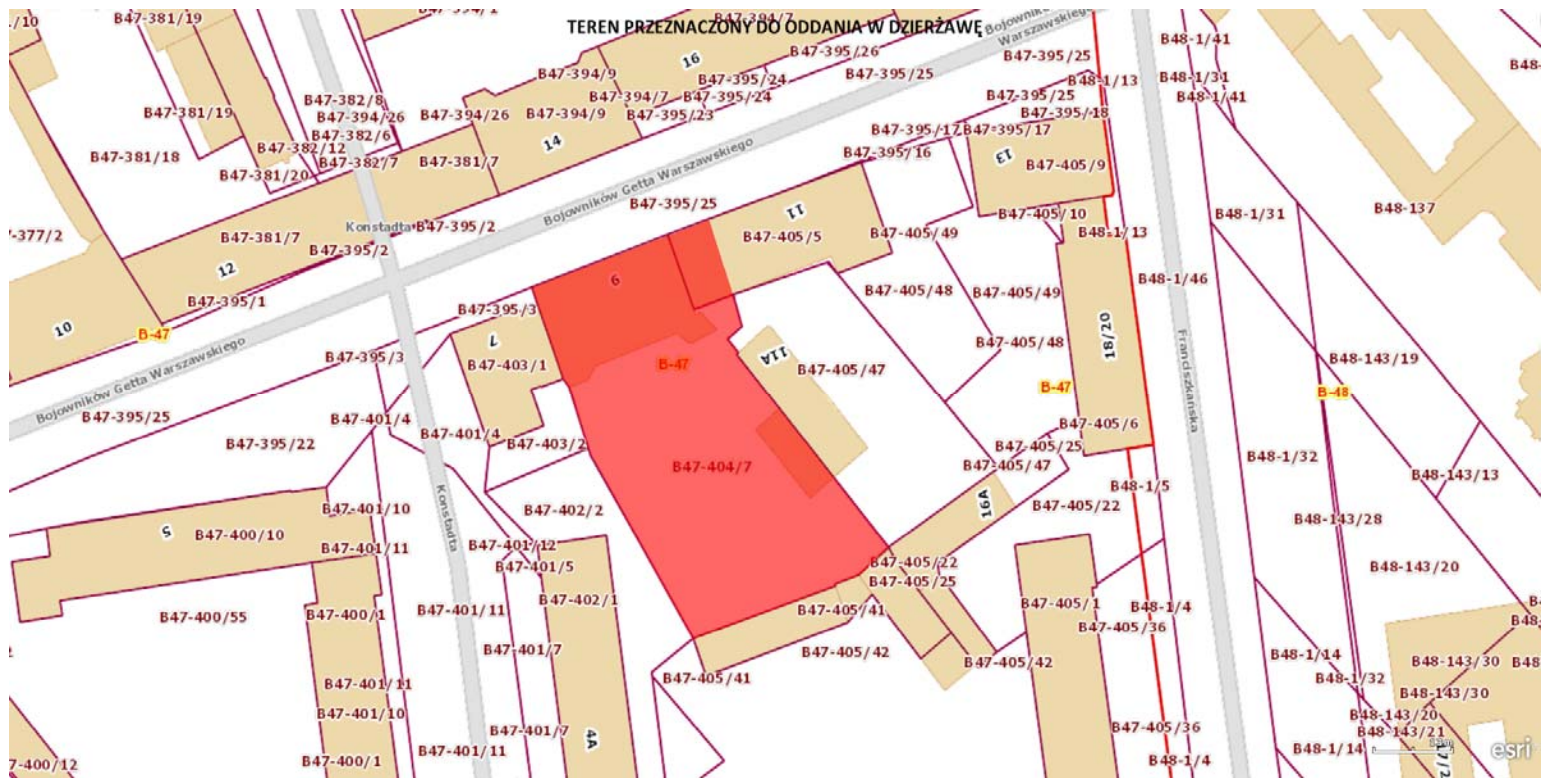 TEREN PRZEZNACZONY DO ODDANIA W DZIERŻAWĘ
B47-381/19
B47-394/7
Bojowników Getta
Warszawskiego
B48-1/41
16
B47-395/26
B47-395/25
B47-394/9
B47-395/24
B47-395/25
B48-1/13
B48-1/31
B47-382/8
B47-394/7
B47-395/24
B47-395/25
B48-1/41
B47-381/19
B47-394/26
B47-394/26
B47-394/9
B47-395/23
B47-395/18
B47-382/6
14
B47-395/17
B47-395/17
B47-381/18
B47-382/12
B47-382/7
B47-381/7
Bojowników Getta Warszawskiego
B47-395/16
13
B47-405/9
B47-381/20
B47-395/25
11
B47-405/10
B48-1/31
B48-137
-377/2
B47-381/7
Konstadta
B47-395/2
B47-405/5
B47-405/49
B48-1/13
B47-395/2
12
6
B48-1/46
B47-395/1
B47-395/3
B47-405/48
B47-405/49
10
B-47
7
18/20
Franciszkańska
Bojowników Getta Warszawskiego
B47-395/3
B47-403/1
B-47
11A
B47-405/47
B47-405/48
B48-143/19
B-47
B-48
B47-395/25
B47-401/4
B47-401/4
B47-405/6
B47-395/22
B47-403/2
B47-405/25
B47-404/7
B47-405/47
B48-1/32
B48-143/13
B48-1/5
B47-401/10
B47-402/2
16A
B47-405/22
5
B47-400/10
Konstadta
B48-143/28
B47-401/11
B47-401/12
B47-401/5
B47-405/22
B47-405/25
B48-143/20
B47-402/1
B47-405/1
B47-400/55
B47-400/1
B47-401/11
B47-405/41
B48-1/4
B47-405/36
B47-401/7
B47-405/42
B47-405/42
B48-1/14
B48-143/30
B47-405/41
B48-1/32
B47-401/11
B48-143/30
B47-401/10
B48-143/20
B47-401/7
B47-405/36
B48-143/21
4A
B47-400/12
B47-400/1
B47-401/11
B48-1/4
B48-1/14
esri